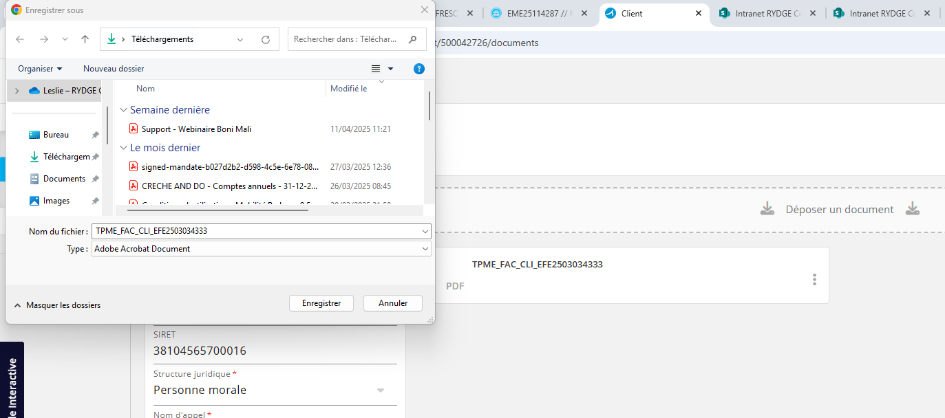 Enregistrer sous
FRESC
EME25114287 //
Client
Intranet RYDGE C
Intranet RYDGE C
Téléchargements
Rechercher dans : Téléchar...
t/500042726/documents
Organiser
Nouveau dossier
Leslie – RYDGE C
Nom
Modifié le
Semaine dernière
Support - Webinaire Boni Mali
11/04/2025 11:21
Le mois dernier
signed-mandate-b027d2b2-d598-4c5e-6e78-08...
27/03/2025 12:36
CRECHE AND DO - Comptes annuels - 31-12-2...
26/03/2025 08:45
Bureau
Téléchargem
Documents
Images
Déposer un document
Nom du fichier :
TPME_FAC_CLI_EFE2503034333
Type :
Adobe Acrobat Document
TPME_FAC_CLI_EFE2503034333
PDF
Masquer les dossiers
Enregistrer
Annuler
SIRET
38104565700016
Structure juridique *
Personne morale
Nom d'appel *
e Interactive